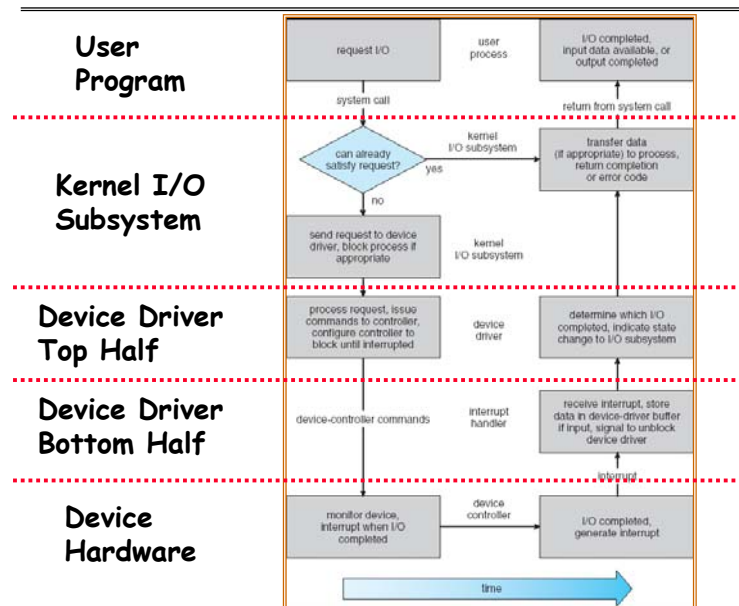 User
Program
request I/O
user
process
I/O completed,
input data available, or
output completed
system call
return from system call
Kernel I/O
Subsystem
can already
satisfy request?
yes
kernel
I/O subsystem
transfer data
(if appropriate) to process,
return completion
or error code
no
send request to device
driver, block process if
appropriate
kernel
I/O subsystem
Device Driver
Top Half
process request, issue
commands to controller,
configure controller to
block until interrupted
device
driver
determine which I/O
completed, indicate state
change to I/O subsystem
Device Driver
Bottom Half
device-controller commands
interrupt
handler
receive interrupt, store
data in device-driver buffer
if input, signal to unblock
device driver
interrupt
Device
Hardware
monitor device,
interrupt when I/O
completed
device
controller
I/O completed,
generate interrupt
time